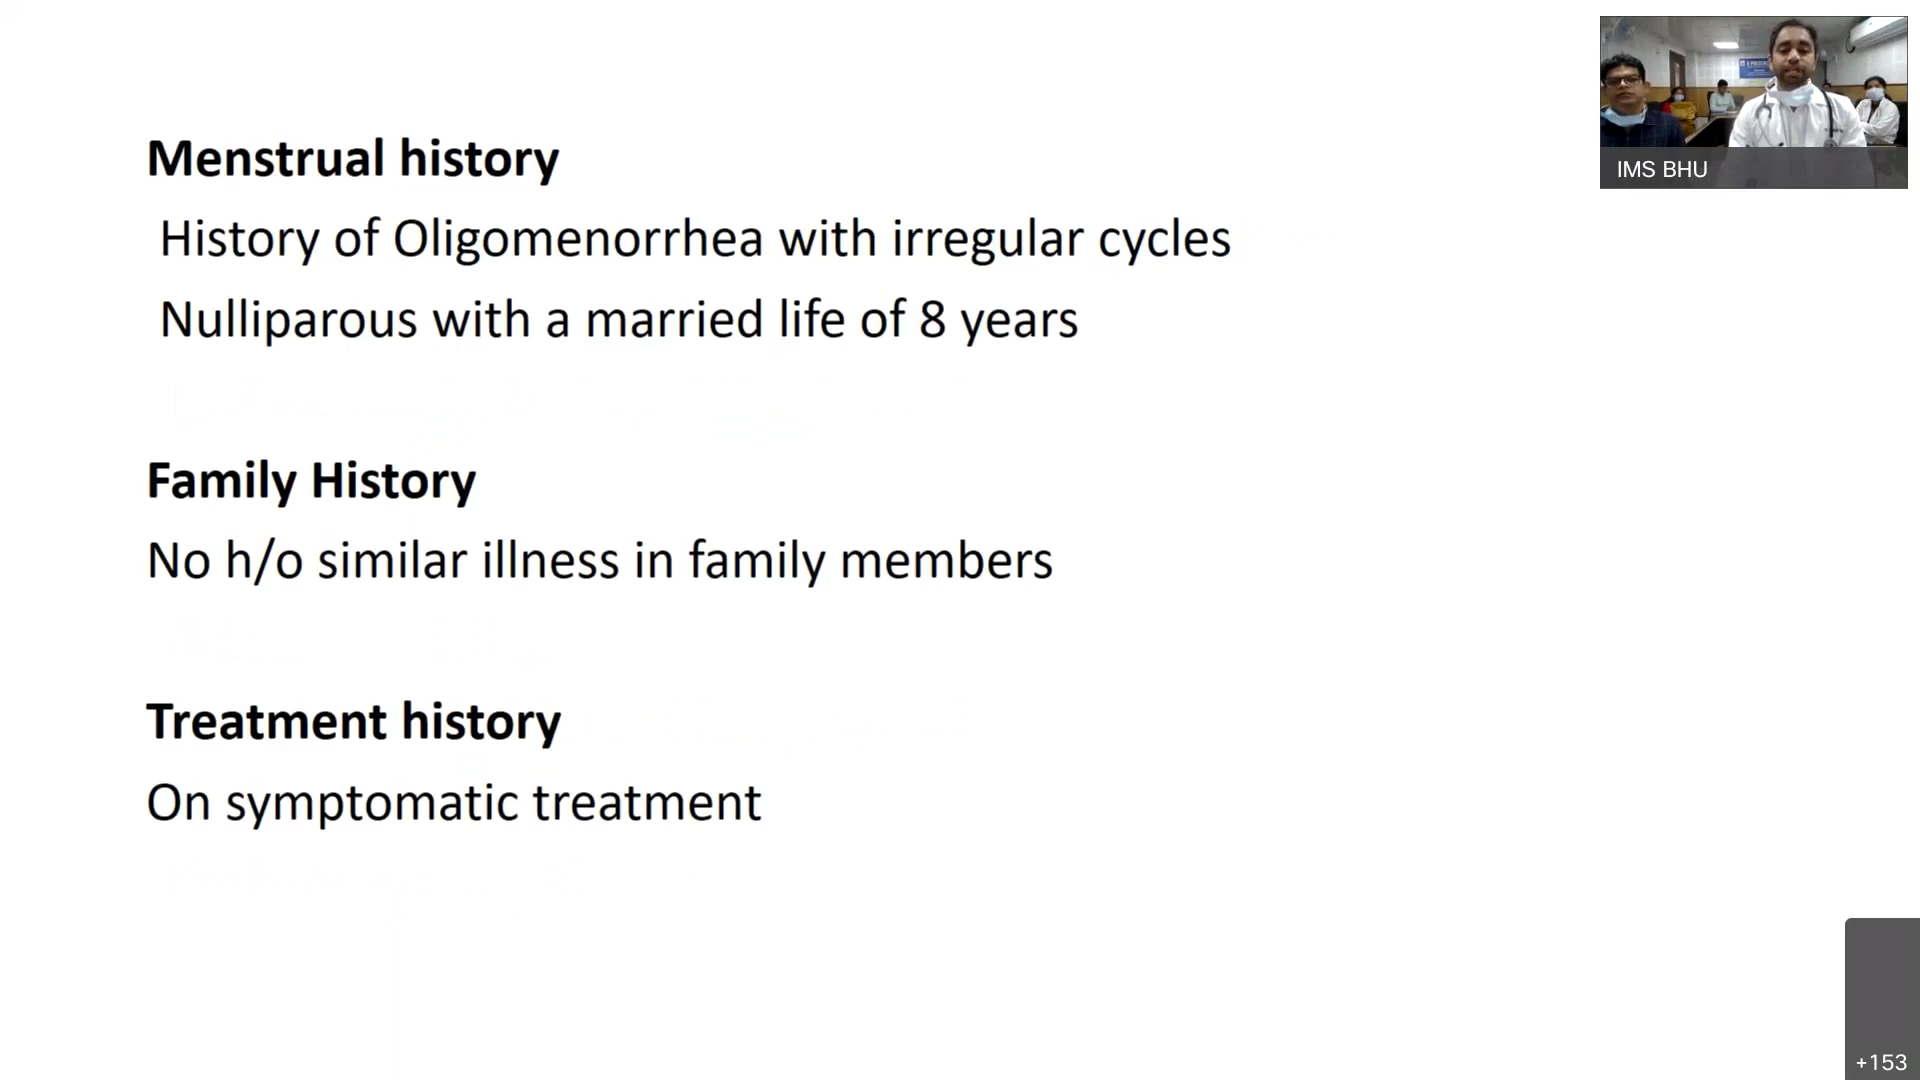 Menstrual history
History of Oligomenorrhea with irregular cycles
Nulliparous with a married life of 8 years
Family History
No h/o similar illness in family members
Treatment history
On symptomatic treatment
IMS BHU
+153